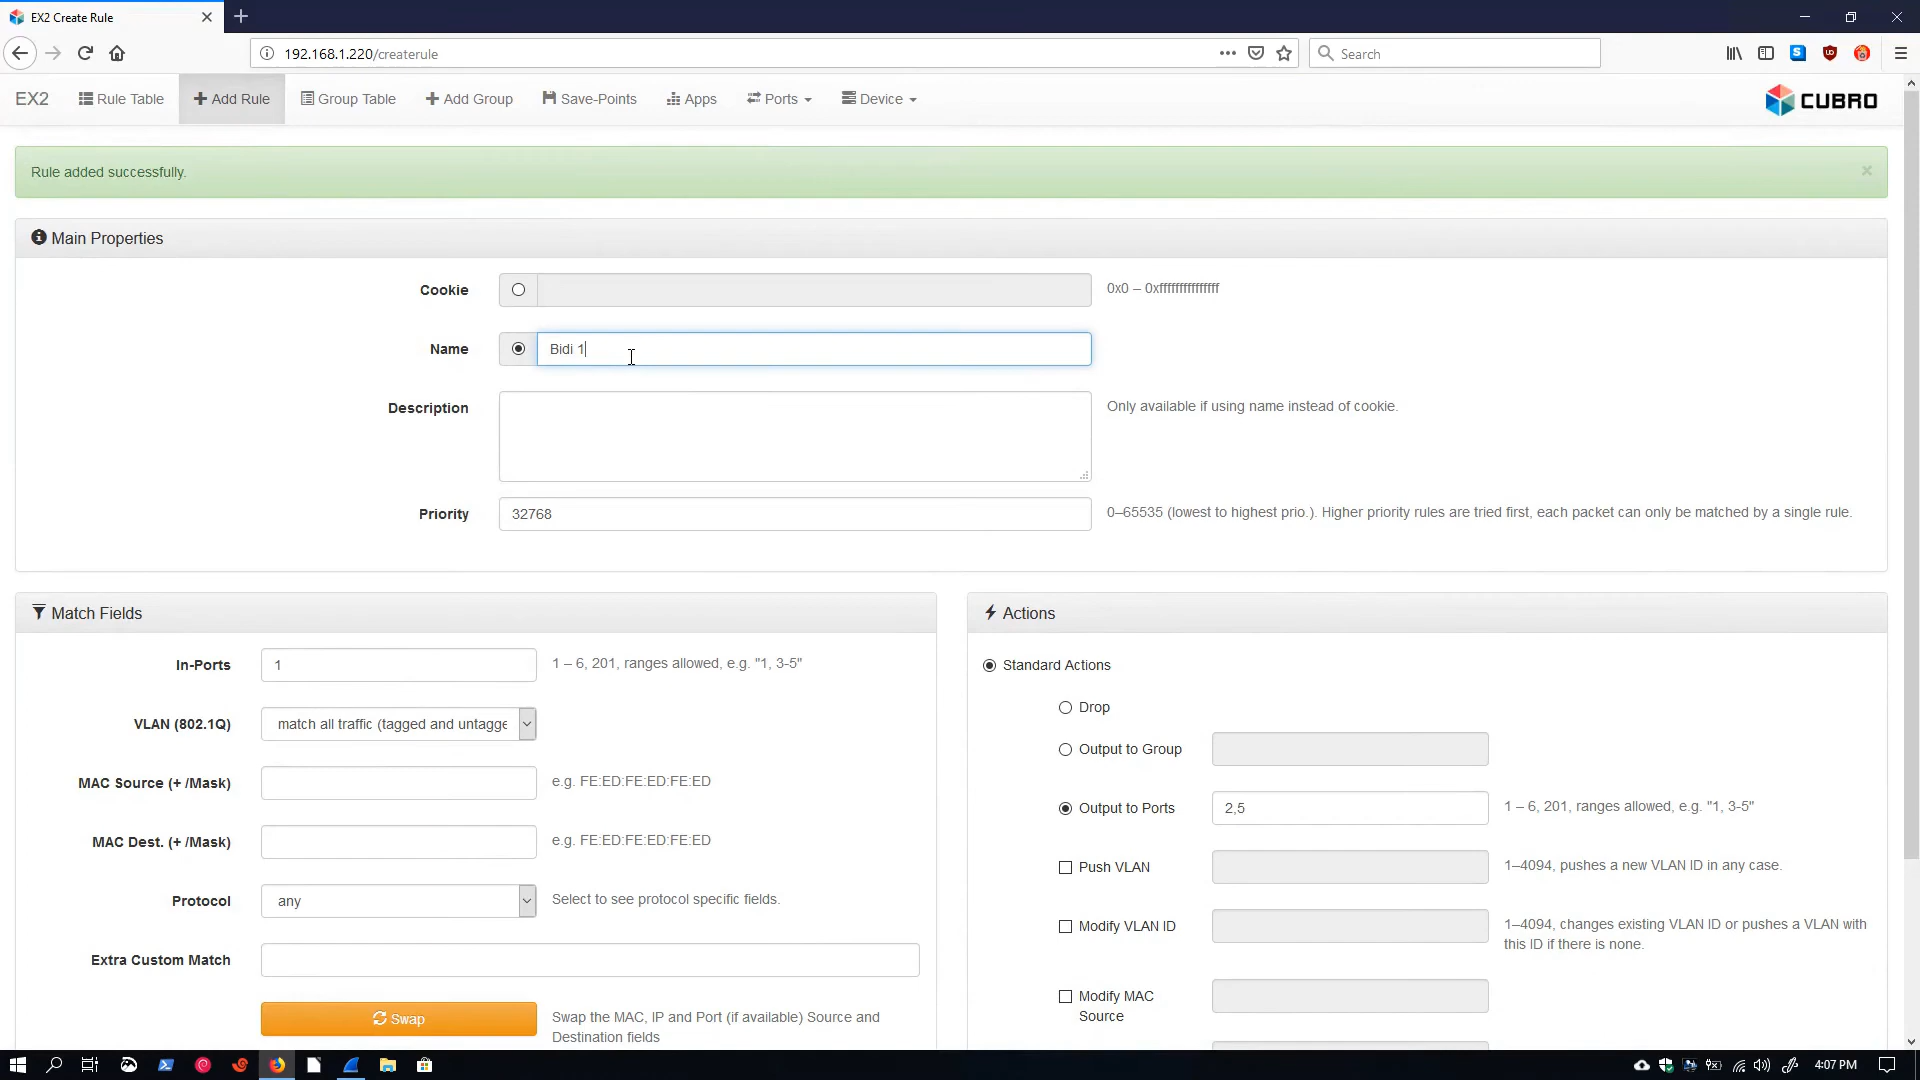 EX2 Create Rule
192.168.1.220/createrule
Search
EX2
Rule Table
Add Rule
Group Table
Add Group
Save-Points
Apps
Ports
Device
CUBRO
Rule added successfully.
Main Properties
Cookie
0x0 – 0xffffffffffffffff
Name
Bidi 1
Description
Only available if using name instead of cookie.
Priority
32768
0–65535 (lowest to highest prio.). Higher priority rules are tried first, each packet can only be matched by a single rule.
Match Fields
In-Ports
1
1 – 6, 201, ranges allowed, e.g. "1, 3-5"
VLAN (802.1Q)
match all traffic (tagged and untagge
MAC Source (+ /Mask)
e.g. FE:ED:FE:ED:FE:ED
MAC Dest. (+ /Mask)
e.g. FE:ED:FE:ED:FE:ED
Protocol
any
Select to see protocol specific fields.
Extra Custom Match
Swap
Swap the MAC, IP and Port (if available) Source and
Destination fields
Actions
Standard Actions
Drop
Output to Group
Output to Ports
2,5
1 – 6, 201, ranges allowed, e.g. "1, 3-5"
Push VLAN
1–4094, pushes a new VLAN ID in any case.
Modify VLAN ID
1–4094, changes existing VLAN ID or pushes a VLAN with
this ID if there is none.
Modify MAC
Source
4:07 PM